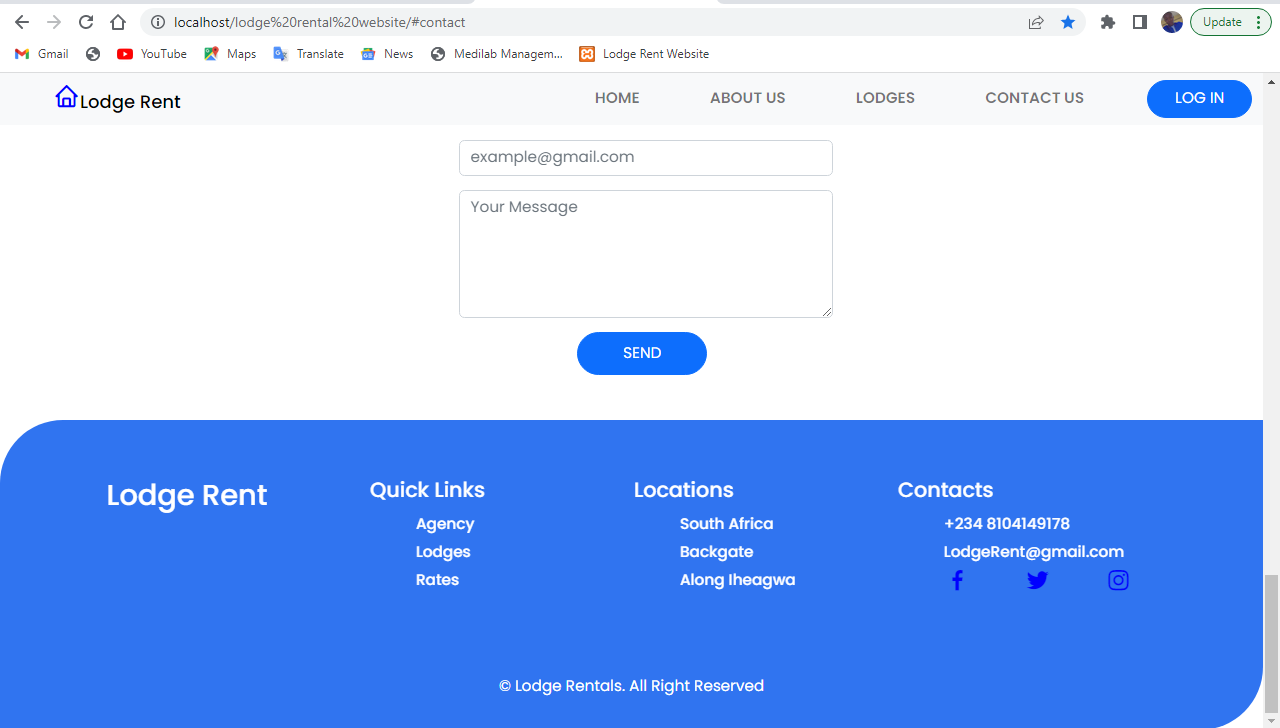 localhost/lodge%20rental%20website/#contact
Update
Gmail YouTube Maps Translate News Medilab Managem... Lodge Rent Website
Lodge Rent HOME ABOUT US LODGES CONTACT US LOG IN
example@gmail.com
Your Message
SEND
Lodge Rent
Quick Links
Agency
Lodges
Rates
Locations
South Africa
Backgate
Along Iheagwa
Contacts
+234 8104149178
LodgeRent@gmail.com
© Lodge Rentals. All Right Reserved